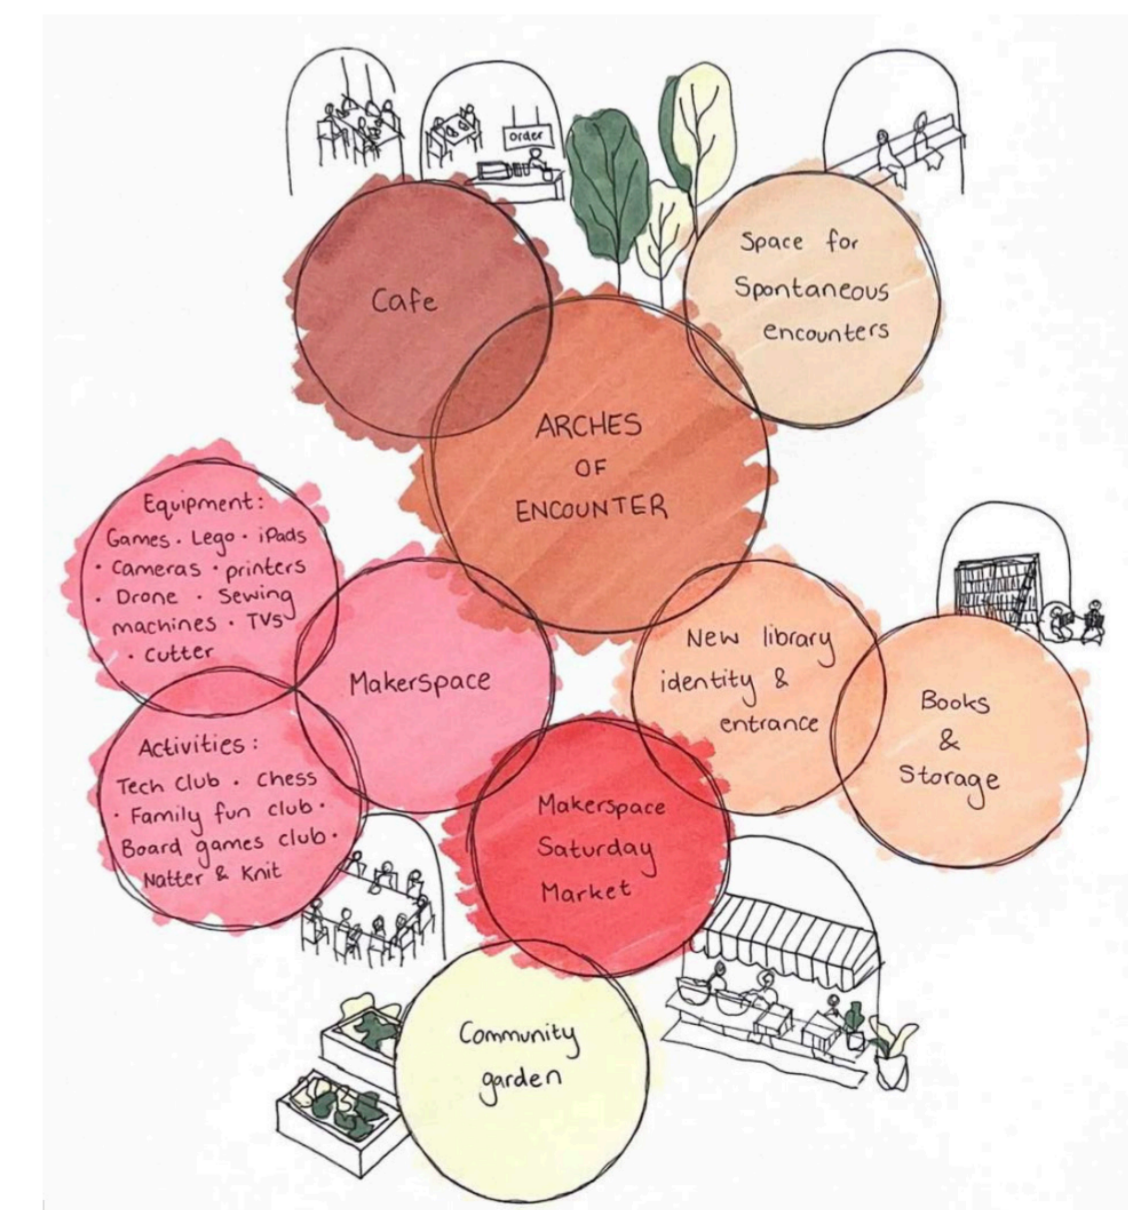 order
Cafe
Space for
Spontaneous
encounters
ARCHES
OF
ENCOUNTER
Equipment:
Games · Lego · iPads
· Cameras · printers
· Drone · Sewing
machines · TVs
· Cutter
Makerspace
New library
identity &
entrance
Books
&
Storage
Activities:
Tech Club · Chess
· Family fun club ·
Board games club ·
Natter & Knit
Makerspace
Saturday
Market
Community
garden